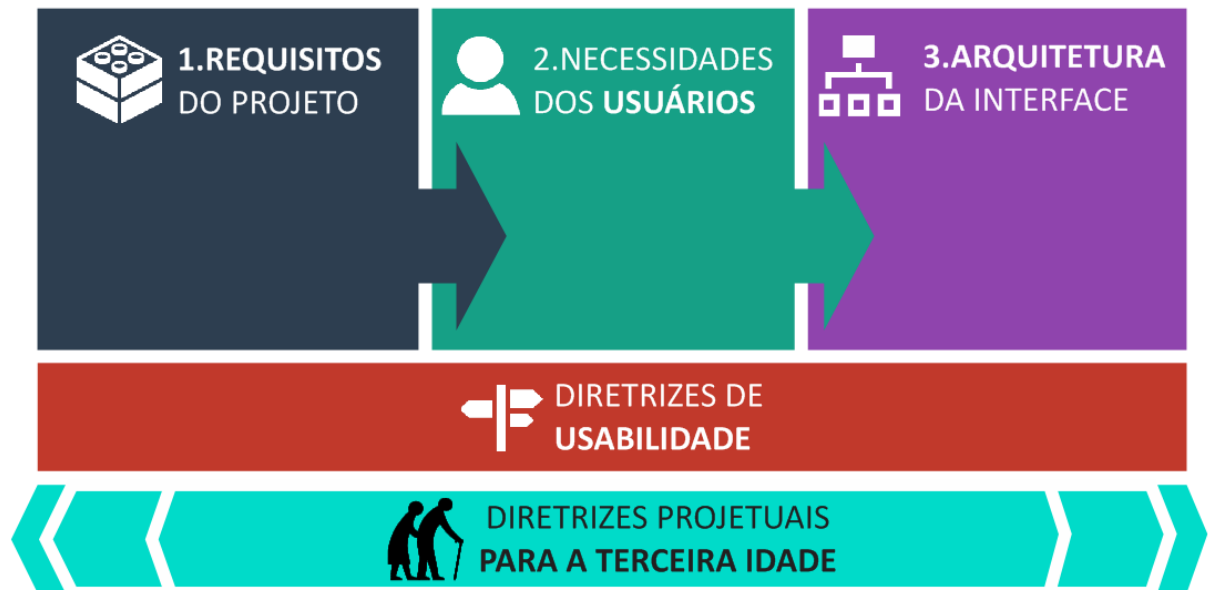 1.REQUISITOS
DO PROJETO
2.NECESSIDADES
DOS USUÁRIOS
3.ARQUITETURA
DA INTERFACE
DIRETRIZES DE
USABILIDADE
DIRETRIZES PROJETUAIS
PARA A TERCEIRA IDADE